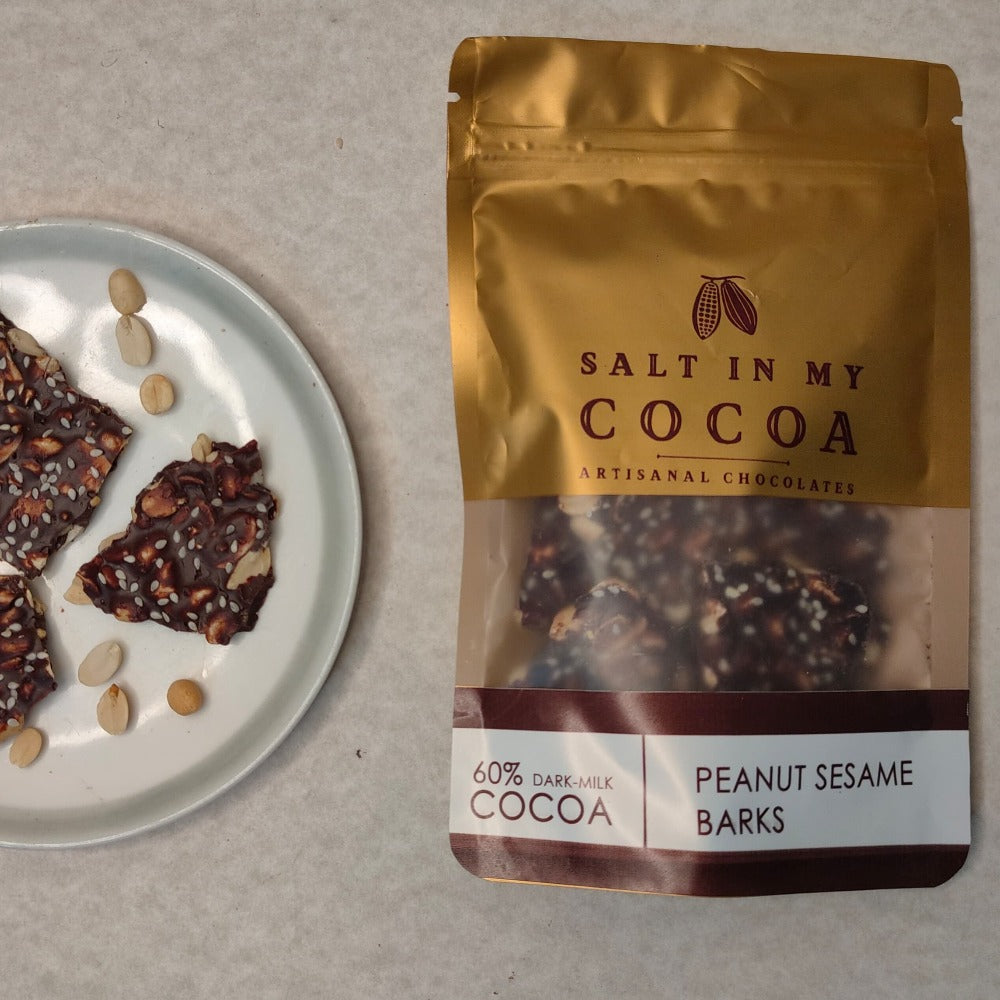 SALT IN MY
COCOA
ARTISANAL CHOCOLATES
60% DARK-MILK
COCOA
PEANUT SESAME
BARKS